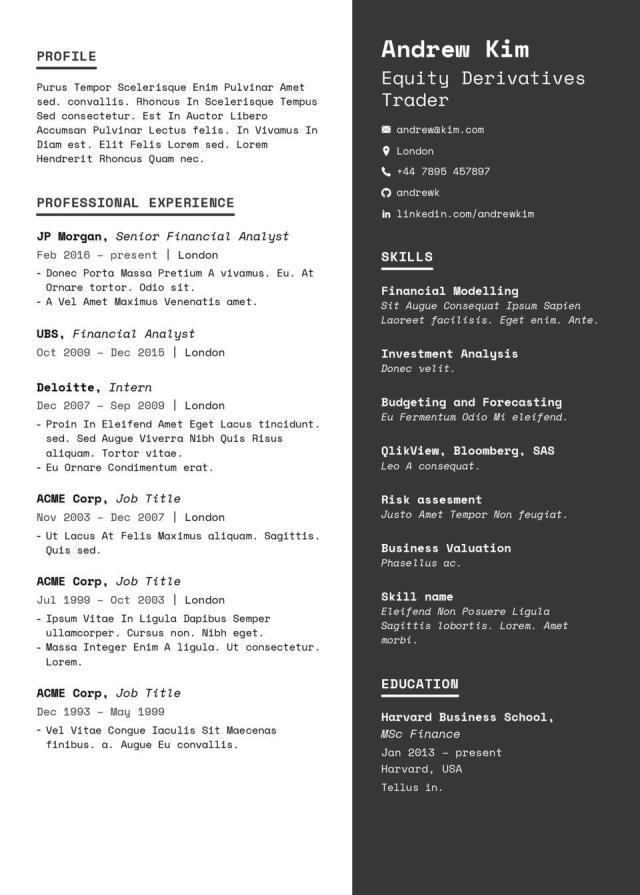 PROFILE
Purus Tempor Scelerisque Enim Pulvinar Amet
sed. convallis. Rhoncus In Scelerisque Tempus
Sed consectetur. Est In Auctor Libero
Accumsan Pulvinar Lectus felis. In Vivamus In
Diam est. Elit Felis Lorem sed. Lorem
Hendrerit Rhoncus Quam nec.
PROFESSIONAL EXPERIENCE
JP Morgan, Senior Financial Analyst
Feb 2016 – present | London
- Donec Porta Massa Pretium A vivamus. Eu. At
Ornare tortor. Odio sit.
- A Vel Amet Maximus Venenatis amet.
UBS, Financial Analyst
Oct 2009 – Dec 2015 | London
Deloitte, Intern
Dec 2007 – Sep 2009 | London
- Proin In Eleifend Amet Eget Lacus tincidunt.
sed. Sed Augue Viverra Nibh Quis Risus
aliquam. Tortor vitae.
- Eu Ornare Condimentum erat.
ACME Corp, Job Title
Nov 2003 – Dec 2007 | London
- Ut Lacus At Felis Maximus aliquam. Sagittis.
Quis sed.
ACME Corp, Job Title
Jul 1999 – Oct 2003 | London
- Ipsum Vitae In Ligula Dapibus Semper
ullamcorper. Cursus non. Nibh eget.
- Massa Integer Enim A ligula. Ut consectetur.
Lorem.
ACME Corp, Job Title
Dec 1993 – May 1999
- Vel Vitae Congue Iaculis Sit Maecenas
finibus. a. Augue Eu convallis.
Andrew Kim
Equity Derivatives
Trader
andrew@kim.com
London
+44 7895 457897
andrewk
linkedin.com/andrewkim
SKILLS
Financial Modelling
Sit Augue Consequat Ipsum Sapien
Laoreet facilisis. Eget enim. Ante.
Investment Analysis
Donec velit.
Budgeting and Forecasting
Eu Fermentum Odio Mi eleifend.
QlikView, Bloomberg, SAS
Leo A consequat.
Risk assesment
Justo Amet Tempor Non feugiat.
Business Valuation
Phasellus ac.
Skill name
Eleifend Non Posuere Ligula
Sagittis lobortis. Lorem. Amet
morbi.
EDUCATION
Harvard Business School,
MSc Finance
Jan 2013 – present
Harvard, USA
Tellus in.